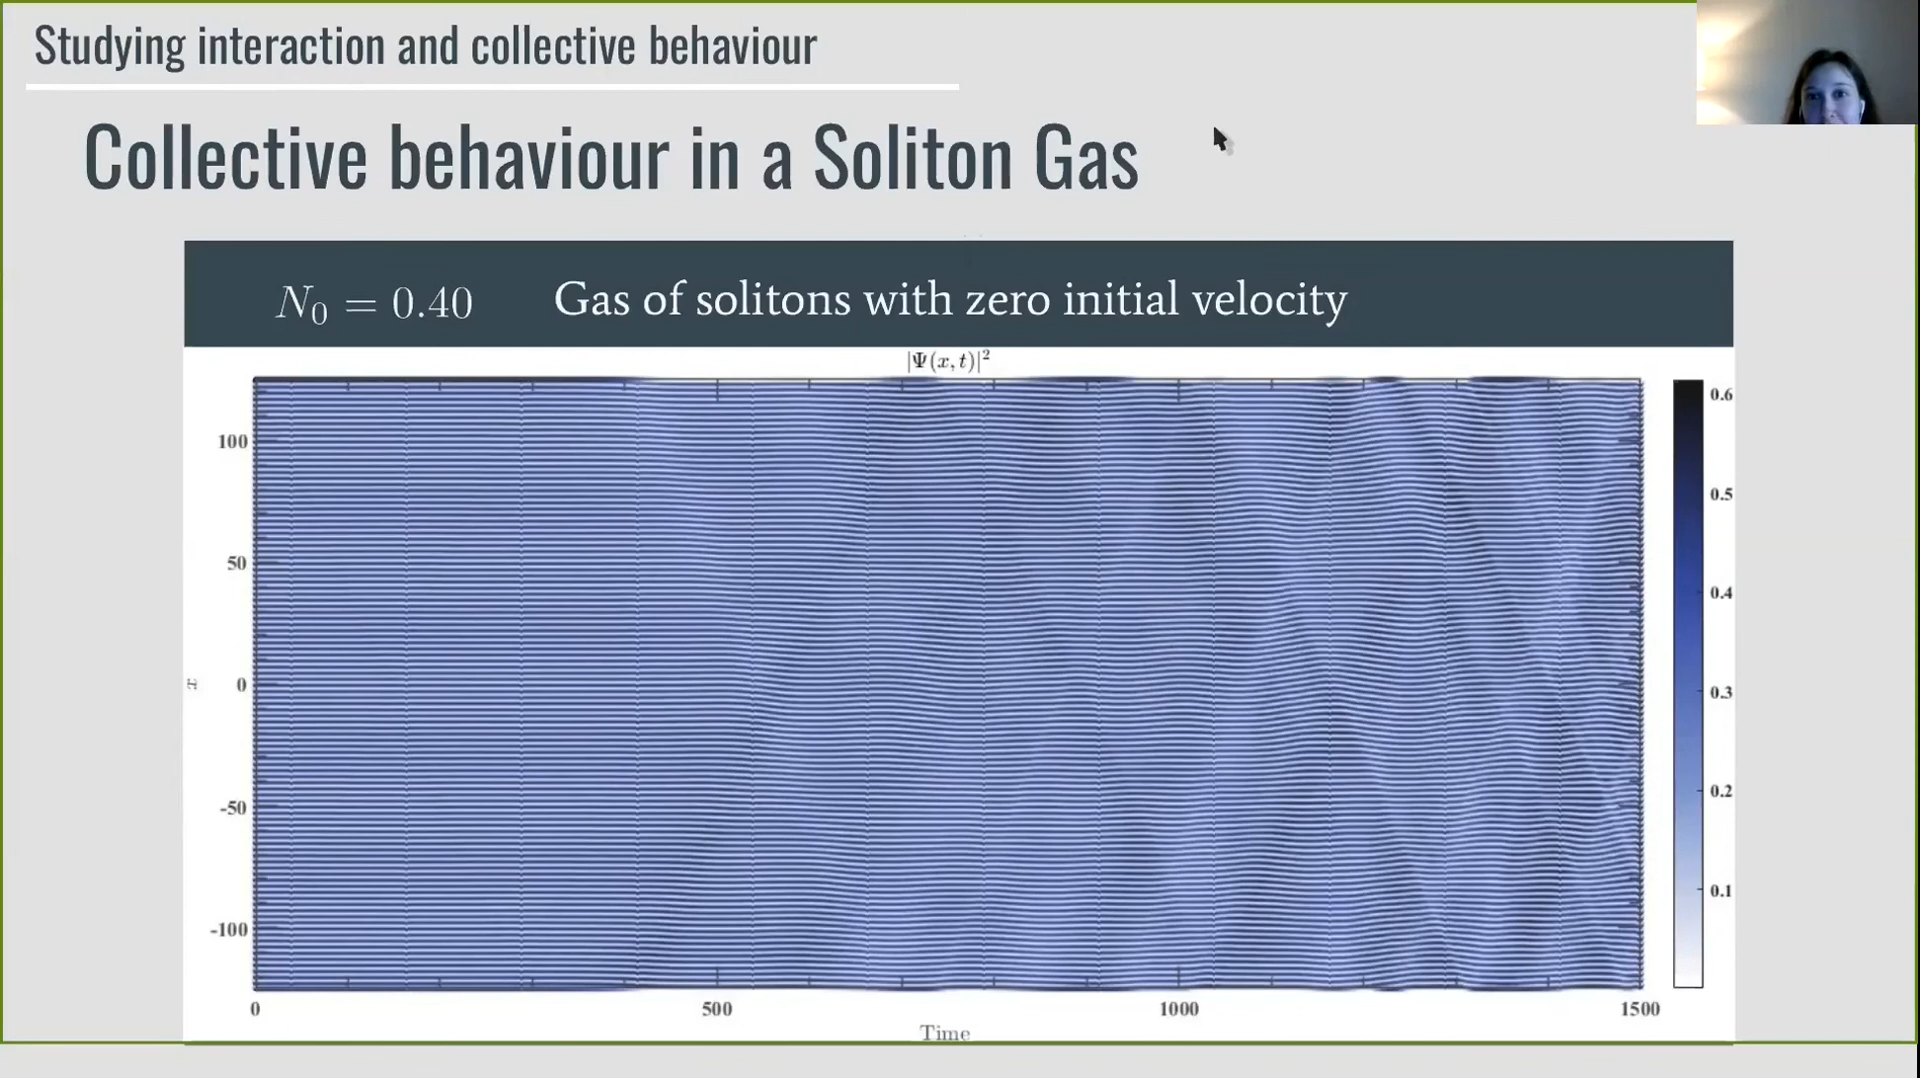 Studying interaction and collective behaviour
Collective behaviour in a Soliton Gas
N₀ = 0.40 Gas of solitons with zero initial velocity
|Ψ(x, t)|²
100
50
0
-50
-100
x
0 500 1000 1500
Time
0.6
0.5
0.4
0.3
0.2
0.1